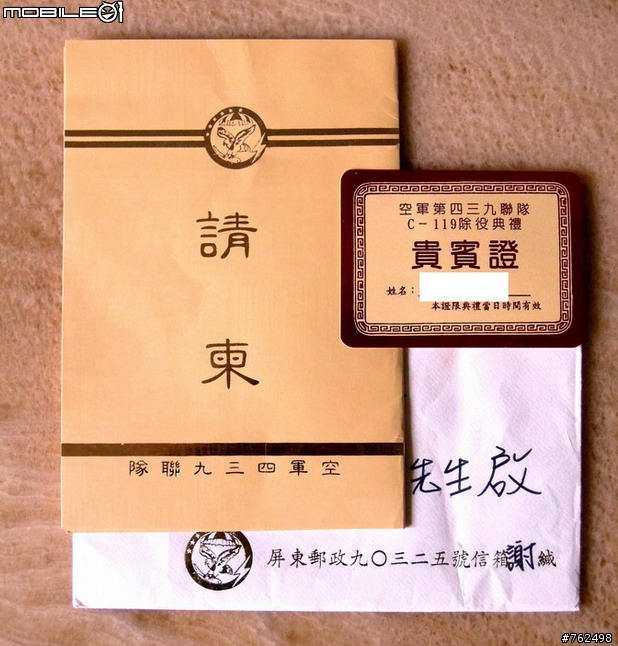 MOBILE01
請
柬
空軍四三九聯隊
空軍第四三九聯隊
C-119除役典禮
貴賓證
姓名：
本證限典禮當日時間有效
先生啟
屏東郵政九〇三二五號信箱謝緘
#762498